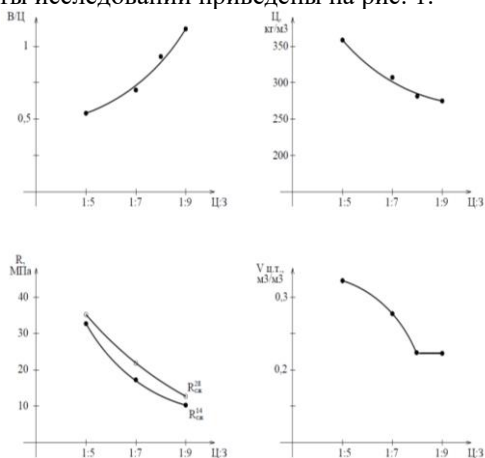 ты исследований приведены на рис. 1.
В/Ц
1
0,5
1:5 1:7 1:9 Ц:З
Ц,
кг/м3
350
300
250
200
1:5 1:7 1:9 Ц:З
R,
МПа
40
30
20
10
R²⁸сж
R¹⁴сж
1:5 1:7 1:9 Ц:З
V ц.т.,
м3/м3
0,3
0,2
1:5 1:7 1:9 Ц:З